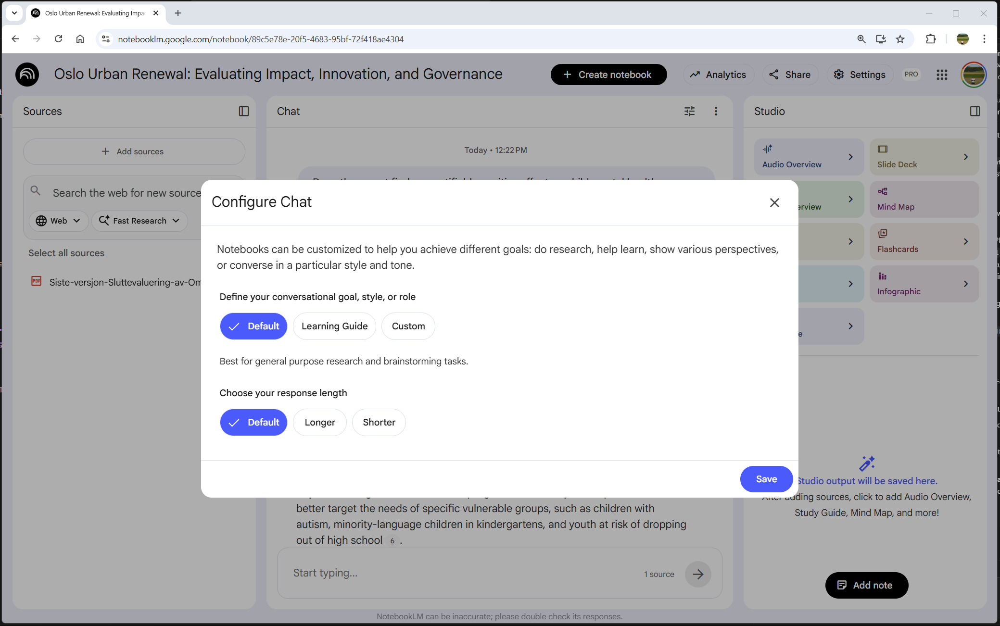 Oslo Urban Renewal: Evaluating Impa
notebooklm.google.com/notebook/89c5e78e-20f5-4683-95bf-72f418ae4304
Oslo Urban Renewal: Evaluating Impact, Innovation, and Governance
Create notebook
Analytics
Share
Settings
PRO
Sources
Add sources
Search the web for new source
Web
Fast Research
Select all sources
PDF
Siste-versjon-Sluttevaluering-av-Om
Chat
Today • 12:22 PM
Configure Chat
Notebooks can be customized to help you achieve different goals: do research, help learn, show various perspectives,
or converse in a particular style and tone.
Define your conversational goal, style, or role
Default
Learning Guide
Custom
Best for general purpose research and brainstorming tasks.
Choose your response length
Default
Longer
Shorter
Save
better target the needs of specific vulnerable groups, such as children with
autism, minority-language children in kindergartens, and youth at risk of dropping
out of high school 6 .
Start typing...
1 source
NotebookLM can be inaccurate; please double check its responses.
Studio
Audio Overview
Slide Deck
erview
Mind Map
Flashcards
Infographic
e
Studio output will be saved here.
After adding sources, click to add Audio Overview,
Study Guide, Mind Map, and more!
Add note